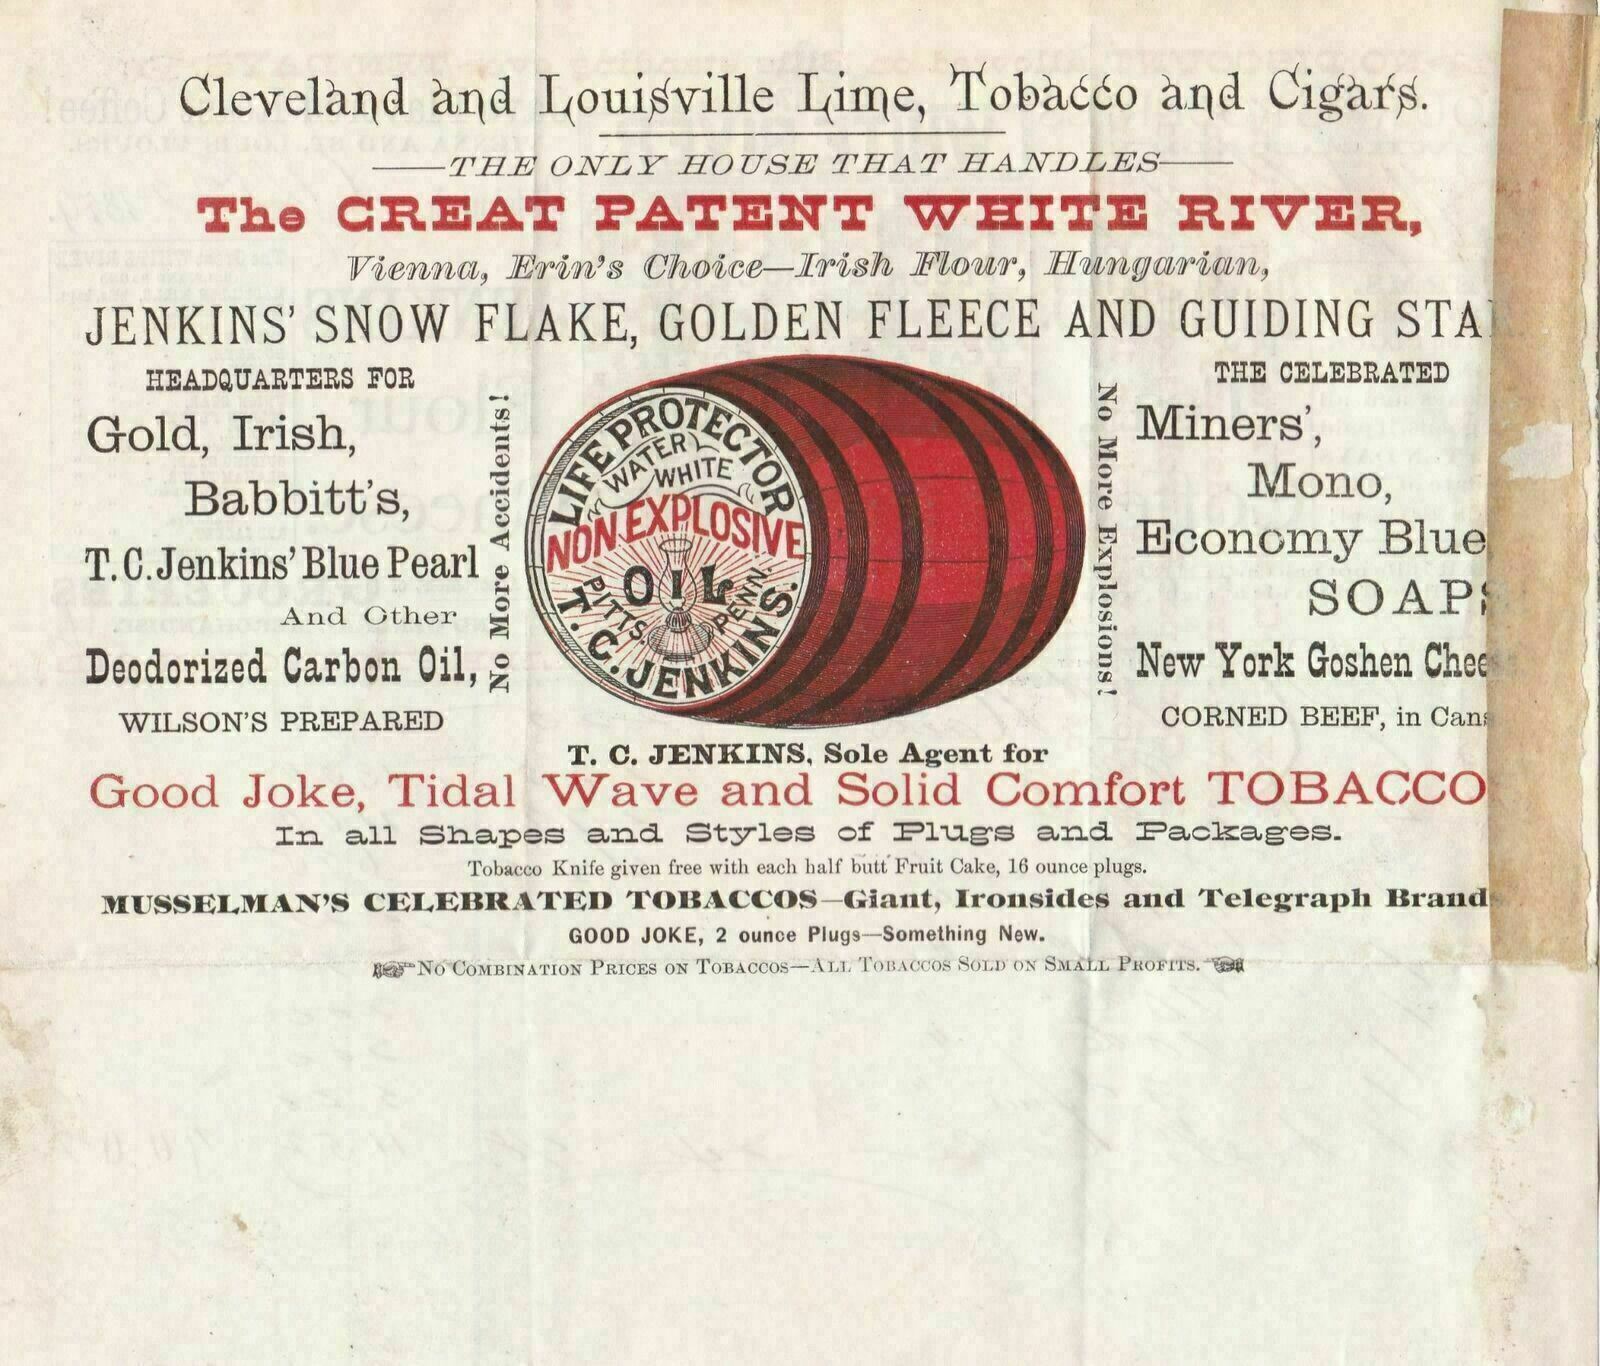 Cleveland and Louisville Lime, Tobacco and Cigars.
THE ONLY HOUSE THAT HANDLES
The GREAT PATENT WHITE RIVER,
Vienna, Erin's Choice—Irish Flour, Hungarian,
JENKINS' SNOW FLAKE, GOLDEN FLEECE AND GUIDING STA
HEADQUARTERS FOR
Gold, Irish,
Babbitt's,
T. C. Jenkins' Blue Pearl
And Other
Deodorized Carbon Oil,
WILSON'S PREPARED
No More Accidents!
LIFE PROTECTOR
WATER WHITE
NON EXPLOSIVE
OIL
PITTS. PENN.
T. C. JENKINS.
No More Explosions!
THE CELEBRATED
Miners',
Mono,
Economy Blue
SOAPS
New York Goshen Chees
CORNED BEEF, in Cans
T. C. JENKINS, Sole Agent for
Good Joke, Tidal Wave and Solid Comfort TOBACCO
In all Shapes and Styles of Plugs and Packages.
Tobacco Knife given free with each half butt Fruit Cake, 16 ounce plugs.
MUSSELMAN'S CELEBRATED TOBACCOS—Giant, Ironsides and Telegraph Brands
GOOD JOKE, 2 ounce Plugs—Something New.
NO COMBINATION PRICES ON TOBACCOS—ALL TOBACCOS SOLD ON SMALL PROFITS.